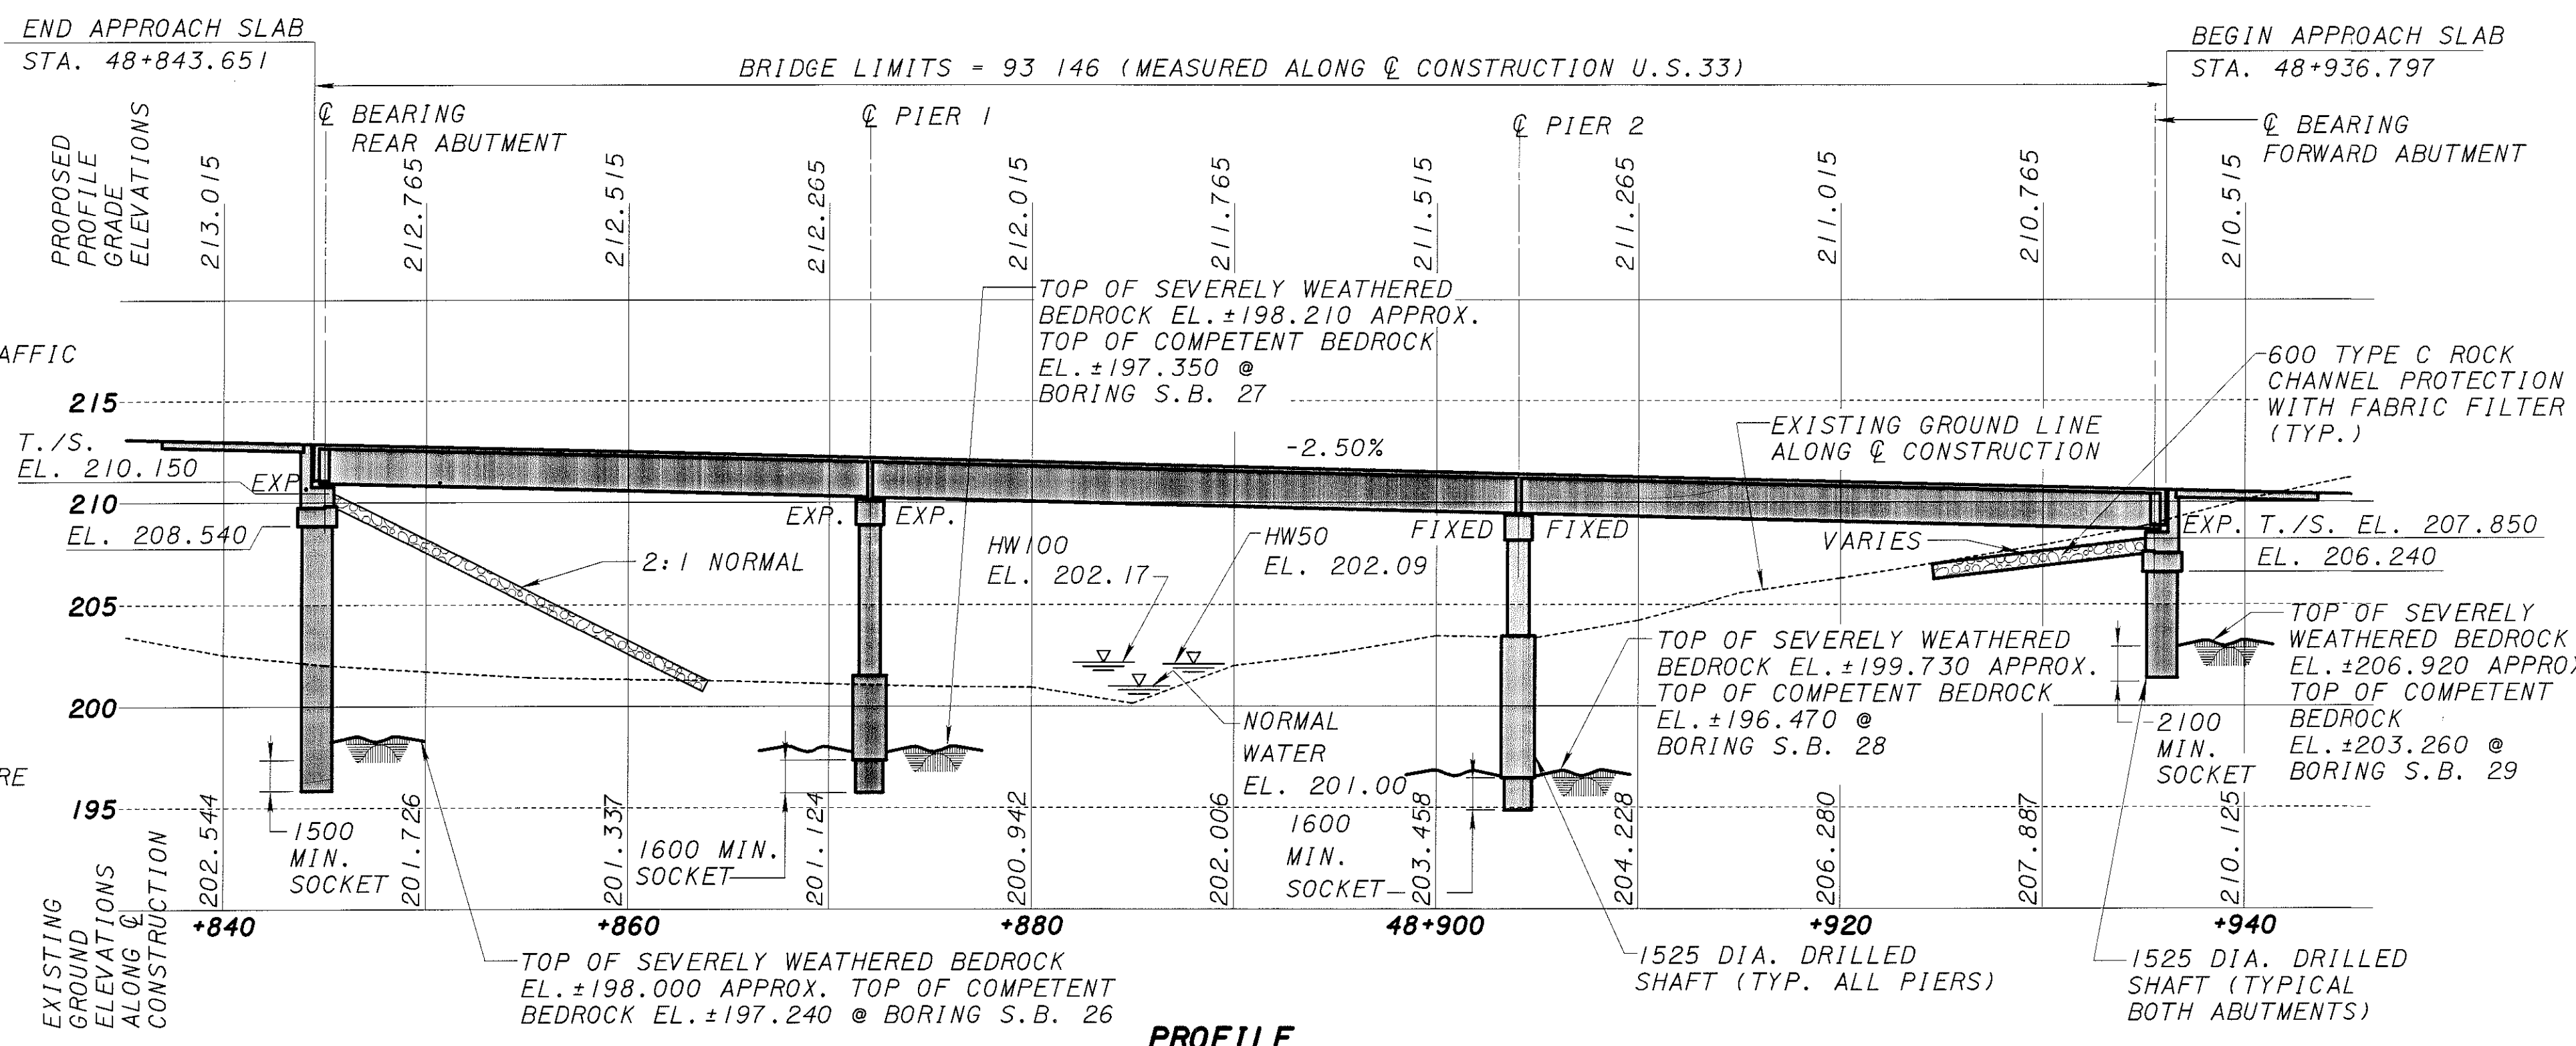 END APPROACH SLAB
STA. 48+843.651
BRIDGE LIMITS = 93 146 (MEASURED ALONG ℄ CONSTRUCTION U.S.33)
BEGIN APPROACH SLAB
STA. 48+936.797
℄ BEARING
REAR ABUTMENT
℄ PIER 1
℄ PIER 2
℄ BEARING
FORWARD ABUTMENT
PROPOSED
PROFILE
GRADE
ELEVATIONS
213.015
212.765
212.515
212.265
212.015
211.765
211.515
211.265
211.015
210.765
210.515
TOP OF SEVERELY WEATHERED
BEDROCK EL.±198.210 APPROX.
TOP OF COMPETENT BEDROCK
EL.±197.350 @
BORING S.B. 27
AFFIC
600 TYPE C ROCK
CHANNEL PROTECTION
WITH FABRIC FILTER
(TYP.)
215
EXISTING GROUND LINE
ALONG ℄ CONSTRUCTION
-2.50%
T./S.
EL. 210.150
EXP.
210
EL. 208.540
EXP.
EXP.
FIXED
FIXED
EXP.
T./S. EL. 207.850
EL. 206.240
2:1 NORMAL
HW100
EL. 202.17
HW50
EL. 202.09
VARIES
205
TOP OF SEVERELY WEATHERED
BEDROCK EL.±199.730 APPROX.
TOP OF COMPETENT BEDROCK
EL.±196.470 @
BORING S.B. 28
TOP OF SEVERELY
WEATHERED BEDROCK
EL.±206.920 APPROX
TOP OF COMPETENT
BEDROCK
EL.±203.260 @
BORING S.B. 29
200
NORMAL
WATER
EL. 201.00
2100
MIN.
SOCKET
RE
195
1500
MIN.
SOCKET
1600 MIN.
SOCKET
1600
MIN.
SOCKET
EXISTING
GROUND
ELEVATIONS
ALONG ℄
CONSTRUCTION
202.544
201.726
201.337
201.124
200.942
202.006
203.458
204.228
206.280
207.887
210.125
+840
+860
+880
48+900
+920
+940
TOP OF SEVERELY WEATHERED BEDROCK
EL.±198.000 APPROX. TOP OF COMPETENT
BEDROCK EL.±197.240 @ BORING S.B. 26
1525 DIA. DRILLED
SHAFT (TYP. ALL PIERS)
1525 DIA. DRILLED
SHAFT (TYPICAL
BOTH ABUTMENTS)
PROFILE